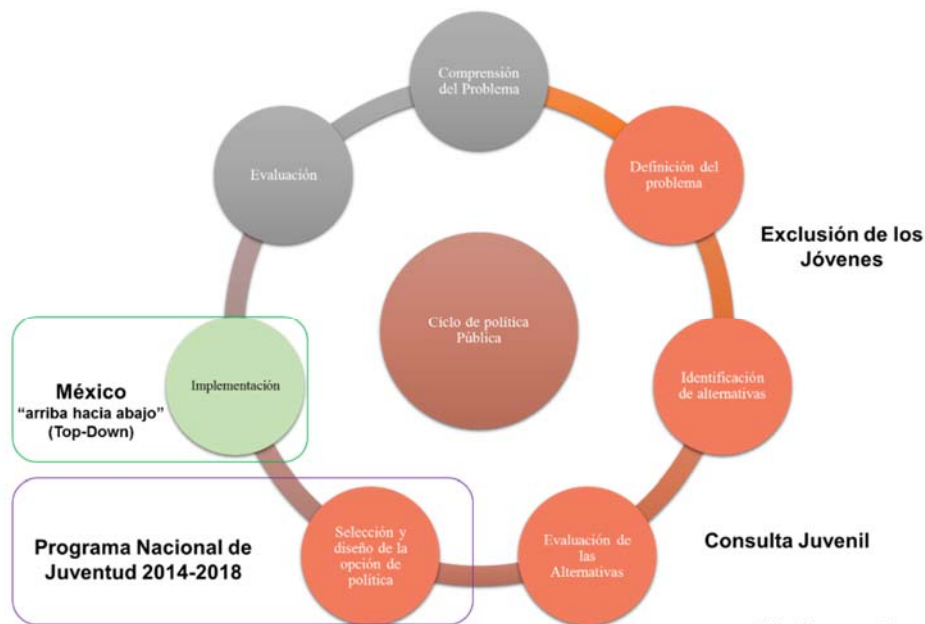 Comprensión
del Problema
Definición del
problema
Exclusión de los
Jóvenes
Identificación
de alternativas
Consulta Juvenil
Evaluación de
las
Alternativas
Selección y
diseño de la
opción de
política
Programa Nacional de
Juventud 2014-2018
Implementación
México
“arriba hacia abajo”
(Top-Down)
Evaluación
Ciclo de política
Pública